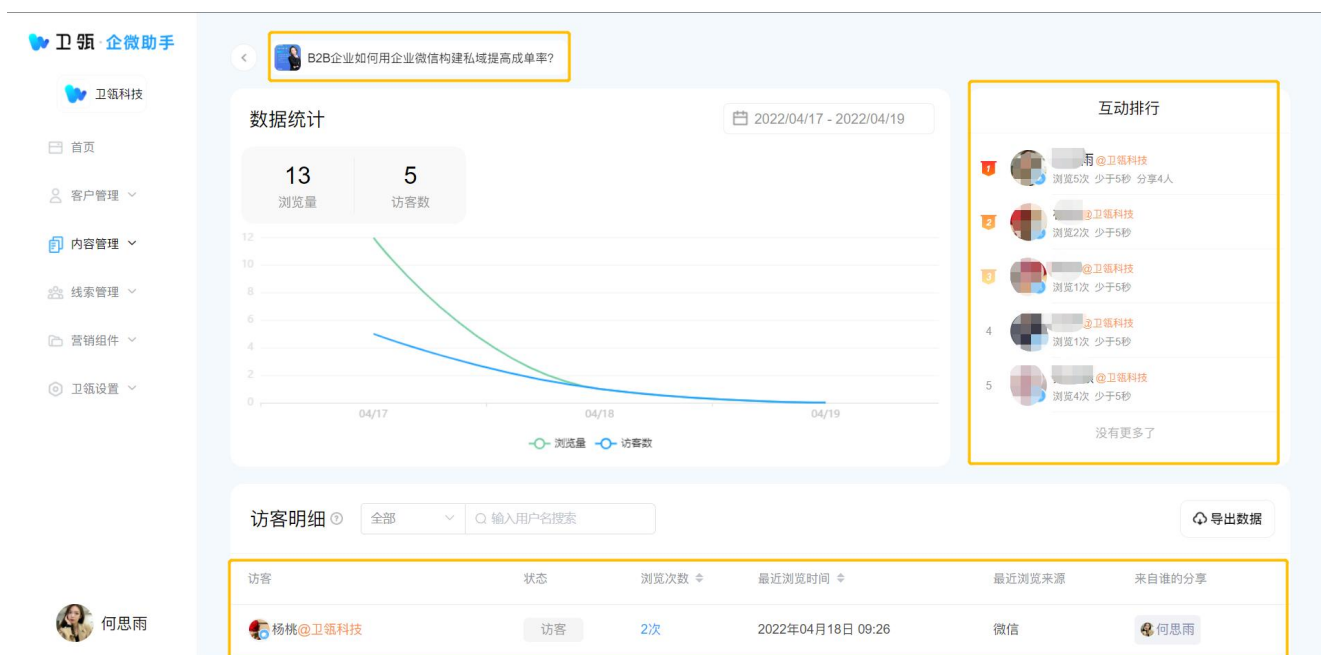 卫瓴·企微助手
卫瓴科技
首页
客户管理
内容管理
线索管理
营销组件
卫瓴设置
何思雨
B2B企业如何用企业微信构建私域提高成单率?
数据统计
2022/04/17 - 2022/04/19
13 5
浏览量 访客数
12
10
8
6
4
2
0
04/17 04/18 04/19
浏览量 访客数
互动排行
1
雨@卫瓴科技
浏览5次 少于5秒 分享4人
2
@卫瓴科技
浏览2次 少于5秒
3
@卫瓴科技
浏览1次 少于5秒
4
@卫瓴科技
浏览1次 少于5秒
5
@卫瓴科技
浏览4次 少于5秒
没有更多了
访客明细 全部 输入用户名搜索 导出数据
访客 状态 浏览次数 最近浏览时间 最近浏览来源 来自谁的分享
杨桃@卫瓴科技 访客 2次 2022年04月18日 09:26 微信 何思雨